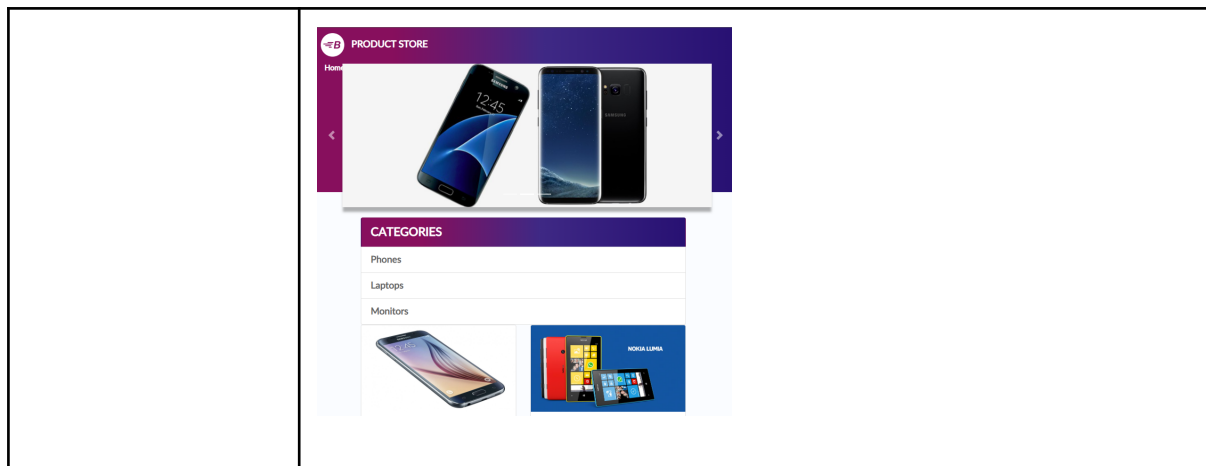 B PRODUCT STORE
Home
12:45
SAMSUNG
CATEGORIES
Phones
Laptops
Monitors
NOKIA LUMIA